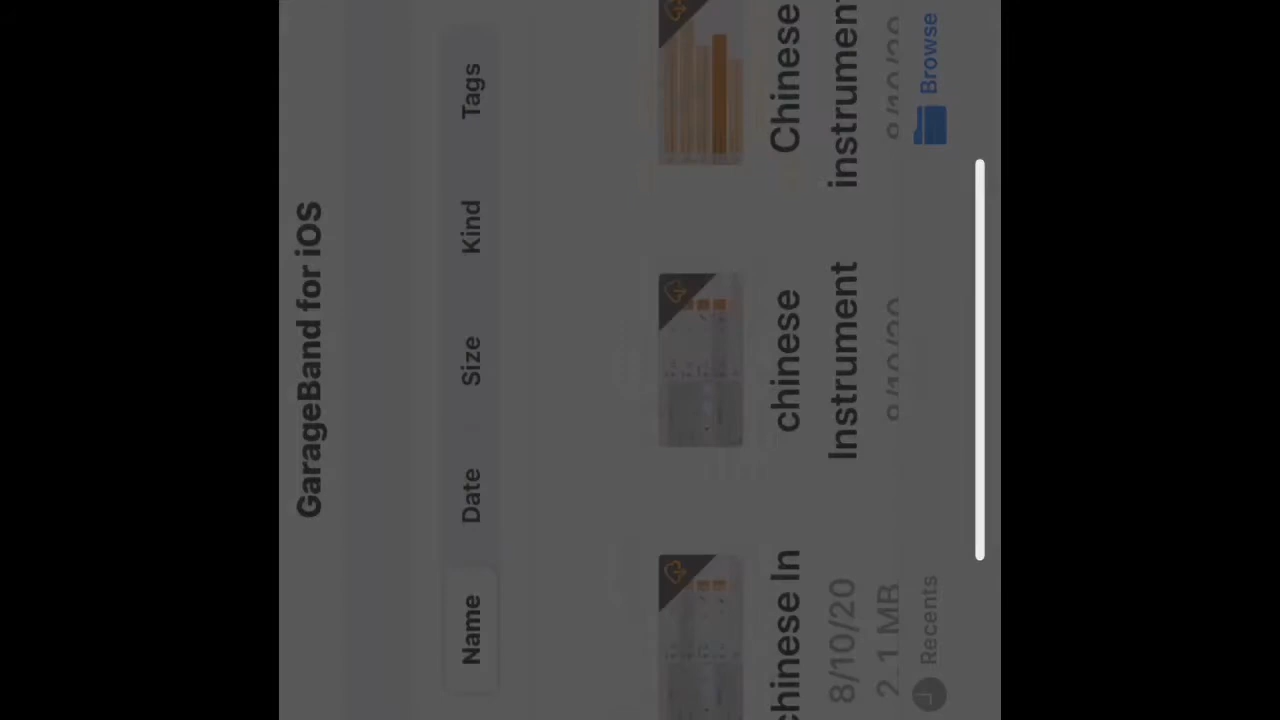 GarageBand for iOS
Name Date Size Kind Tags
chinese In
8/10/20
2.1 MB
chinese
Instrument
Chinese
instrument
Recents
Browse